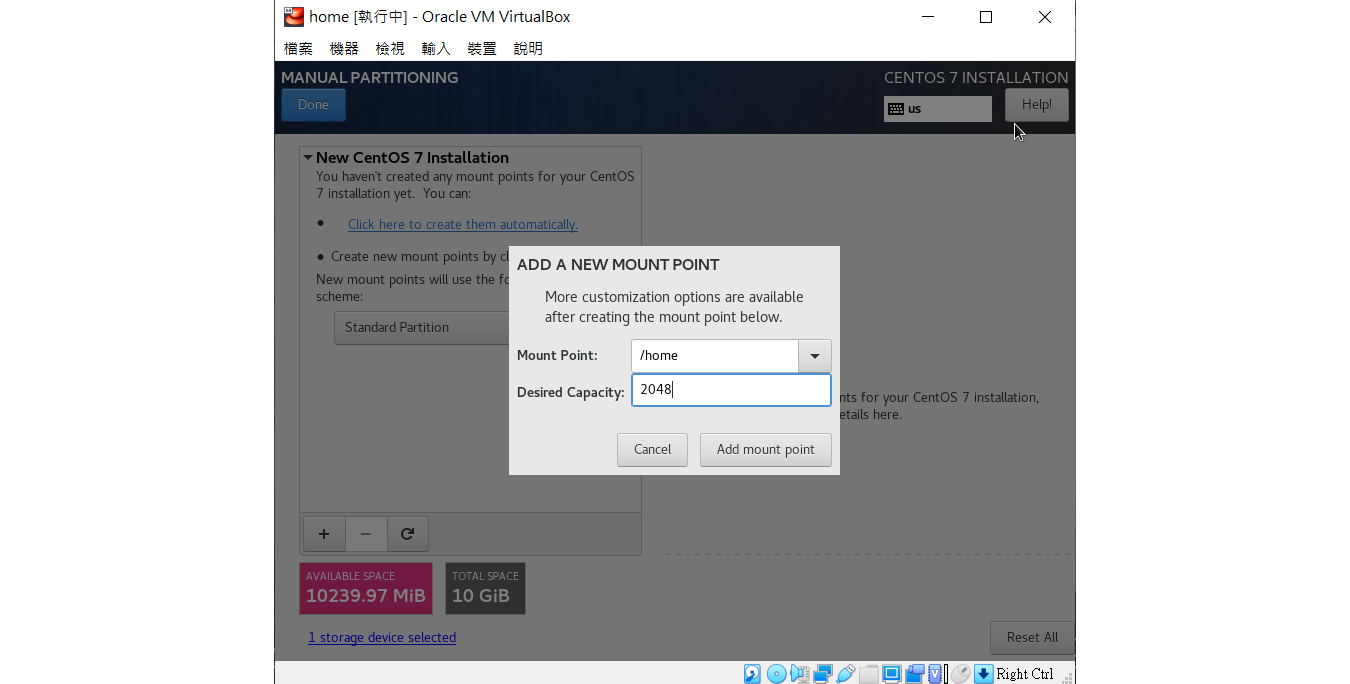 home [執行中] - Oracle VM VirtualBox
檔案 機器 檢視 輸入 裝置 說明
MANUAL PARTITIONING
CENTOS 7 INSTALLATION
Done
us
Help!
New CentOS 7 Installation
You haven't created any mount points for your CentOS
7 installation yet. You can:
Click here to create them automatically.
Create new mount points by cl
New mount points will use the fo
scheme:
Standard Partition
ADD A NEW MOUNT POINT
More customization options are available
after creating the mount point below.
Mount Point: /home
Desired Capacity: 2048
Cancel Add mount point
nts for your CentOS 7 installation,
etails here.
AVAILABLE SPACE
10239.97 MiB
TOTAL SPACE
10 GiB
1 storage device selected
Reset All
Right Ctrl